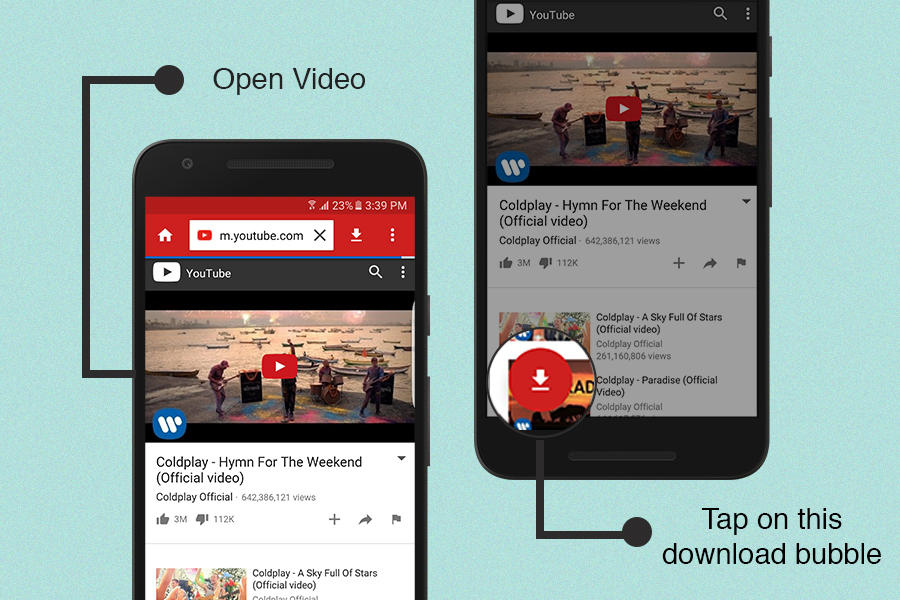 Open Video
23% 3:39 PM
m.youtube.com
YouTube
Coldplay - Hymn For The Weekend
(Official video)
Coldplay Official · 642,386,121 views
3M 112K
Coldplay - A Sky Full Of Stars
(Official video)
Coldplay Official
YouTube
Coldplay - Hymn For The Weekend
(Official video)
Coldplay Official · 642,386,121 views
3M 112K
Coldplay - A Sky Full Of Stars
(Official video)
Coldplay Official
261,160,806 views
Coldplay - Paradise (Official
Video)
Coldplay Official
Tap on this
download bubble